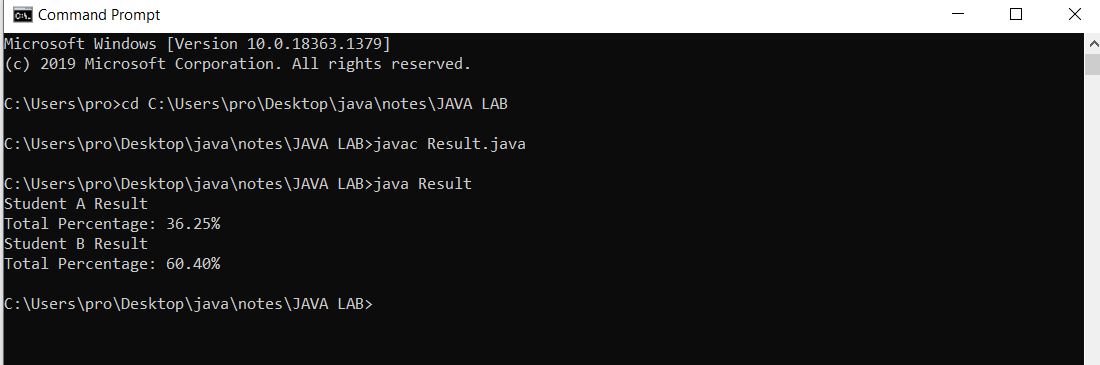 Command Prompt
Microsoft Windows [Version 10.0.18363.1379]
(c) 2019 Microsoft Corporation. All rights reserved.
C:\Users\pro>cd C:\Users\pro\Desktop\java\notes\JAVA LAB
C:\Users\pro\Desktop\java\notes\JAVA LAB>javac Result.java
C:\Users\pro\Desktop\java\notes\JAVA LAB>java Result
Student A Result
Total Percentage: 36.25%
Student B Result
Total Percentage: 60.40%
C:\Users\pro\Desktop\java\notes\JAVA LAB>